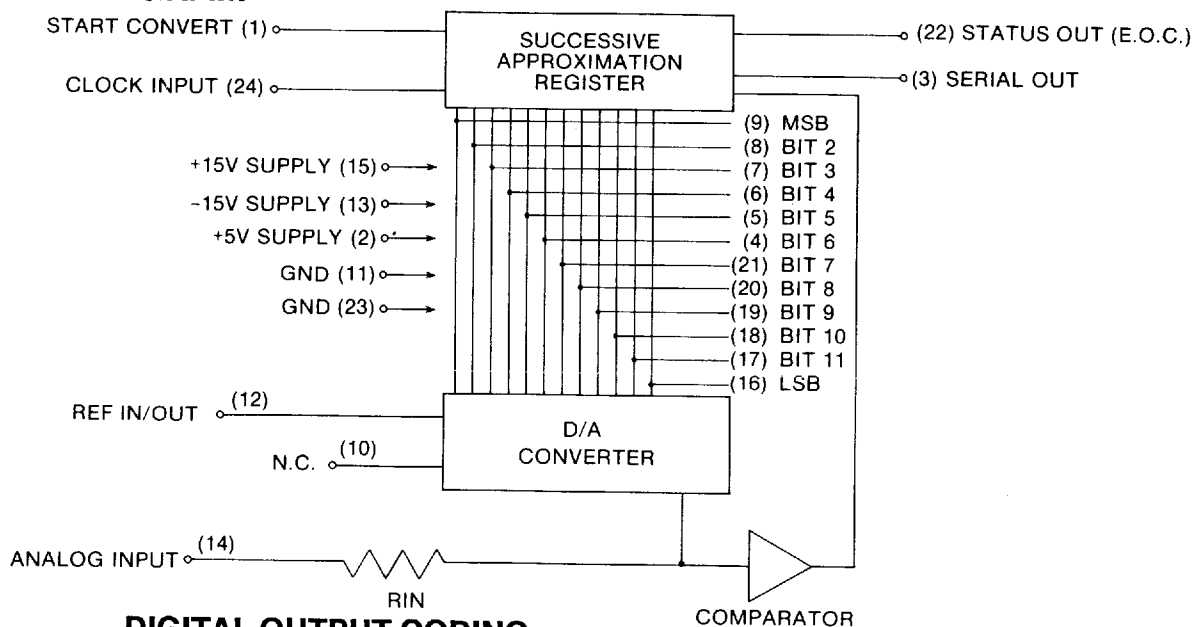 START CONVERT (1)
SUCCESSIVE
APPROXIMATION
REGISTER
(22) STATUS OUT (E.O.C.)
CLOCK INPUT (24)
(3) SERIAL OUT
(9) MSB
(8) BIT 2
+15V SUPPLY (15)
(7) BIT 3
(6) BIT 4
-15V SUPPLY (13)
(5) BIT 5
+5V SUPPLY (2)
(4) BIT 6
(21) BIT 7
GND (11)
(20) BIT 8
GND (23)
(19) BIT 9
(18) BIT 10
(17) BIT 11
(16) LSB
REF IN/OUT (12)
D/A
CONVERTER
N.C. (10)
ANALOG INPUT (14)
RIN
COMPARATOR
DIGITAL OUTPUT CODING